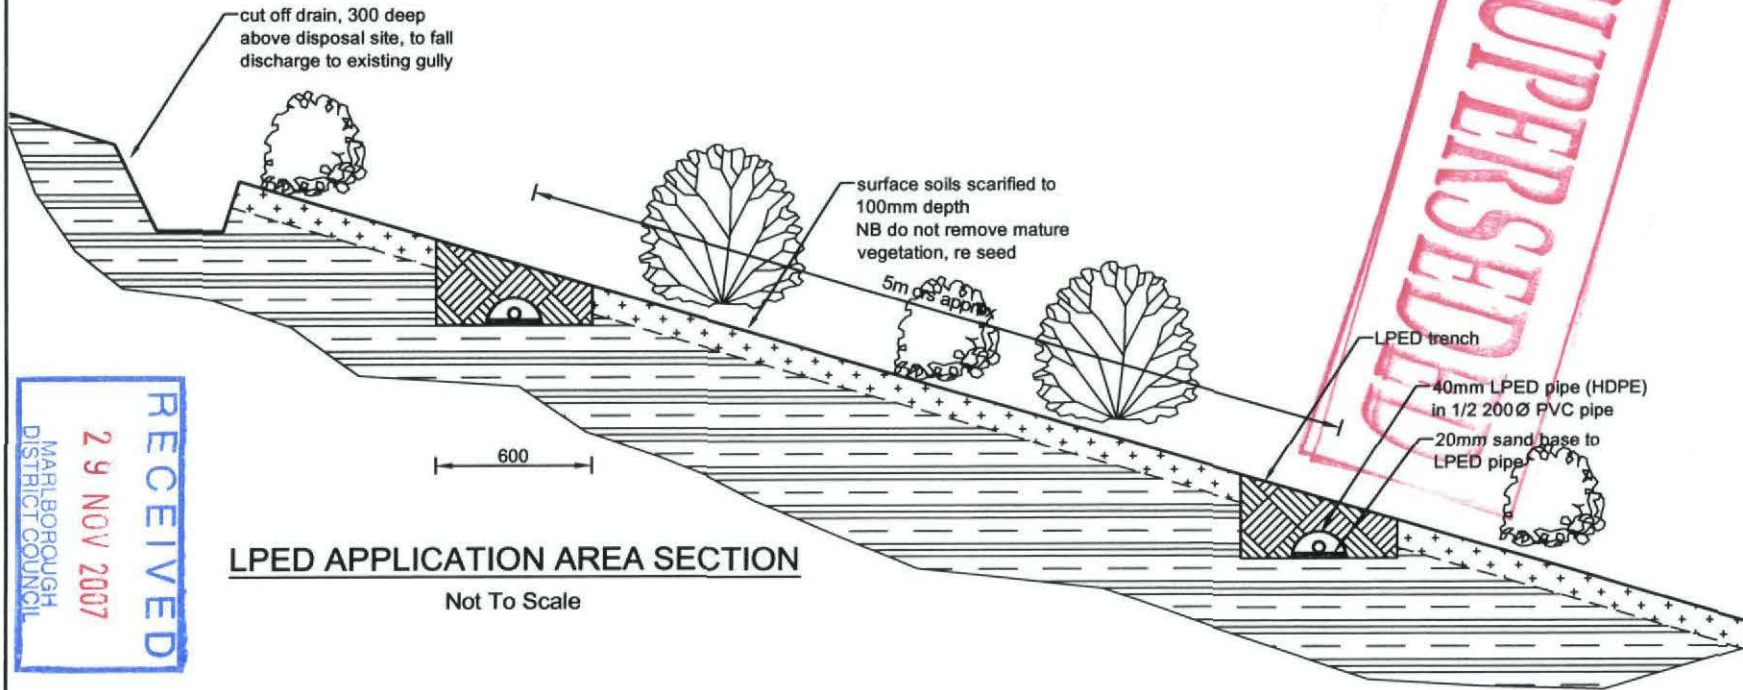 cut off drain, 300 deep
above disposal site, to fall
discharge to existing gully
surface soils scarified to
100mm depth
NB do not remove mature
vegetation, re seed
5m crs approx
LPED trench
40mm LPED pipe (HDPE)
in 1/2 200Ø PVC pipe
20mm sand base to
LPED pipe
600
LPED APPLICATION AREA SECTION
Not To Scale
RECEIVED
29 NOV 2007
MARLBOROUGH
DISTRICT COUNCIL
UPERSEDED